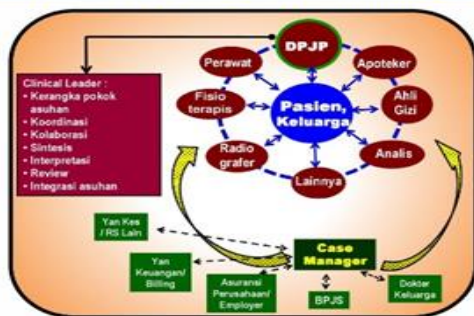 DPJP
Perawat
Apoteker
Clinical Leader :
• Kerangka pokok
asuhan
• Koordinasi
• Kolaborasi
• Sintesis
• Interpretasi
• Review
• Integrasi asuhan
Fisio
terapis
Pasien,
Keluarga
Ahli
Gizi
Radio
grafer
Analis
Lainnya
Yan Kes
/ RS Lain
Case
Manager
Yan
Keuangan/
Billing
Asuransi
Perusahaan/
Employer
BPJS
Dokter
Keluarga